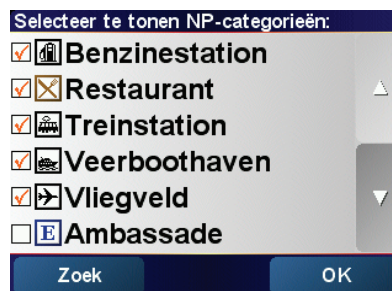 Selecteer te tonen NP-categorieën:
Benzinestation
Restaurant
Treinstation
Veerboothaven
Vliegveld
E Ambassade
Zoek OK